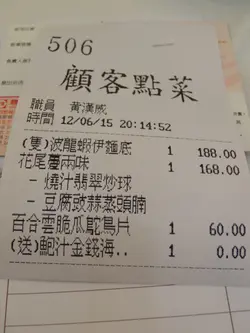 506
顧客點菜
職員 黃漢威
時間 12/06/15 20:14:52
(隻)波龍蝦伊麵底 1 188.00
花尾躉兩味 1 168.00
- 燒汁翡翠炒球
- 豆腐豉蒜蒸頭腩
百合雲脆瓜鴕鳥片 1 60.00
(送)鮑汁金錢海.. 1 0.00